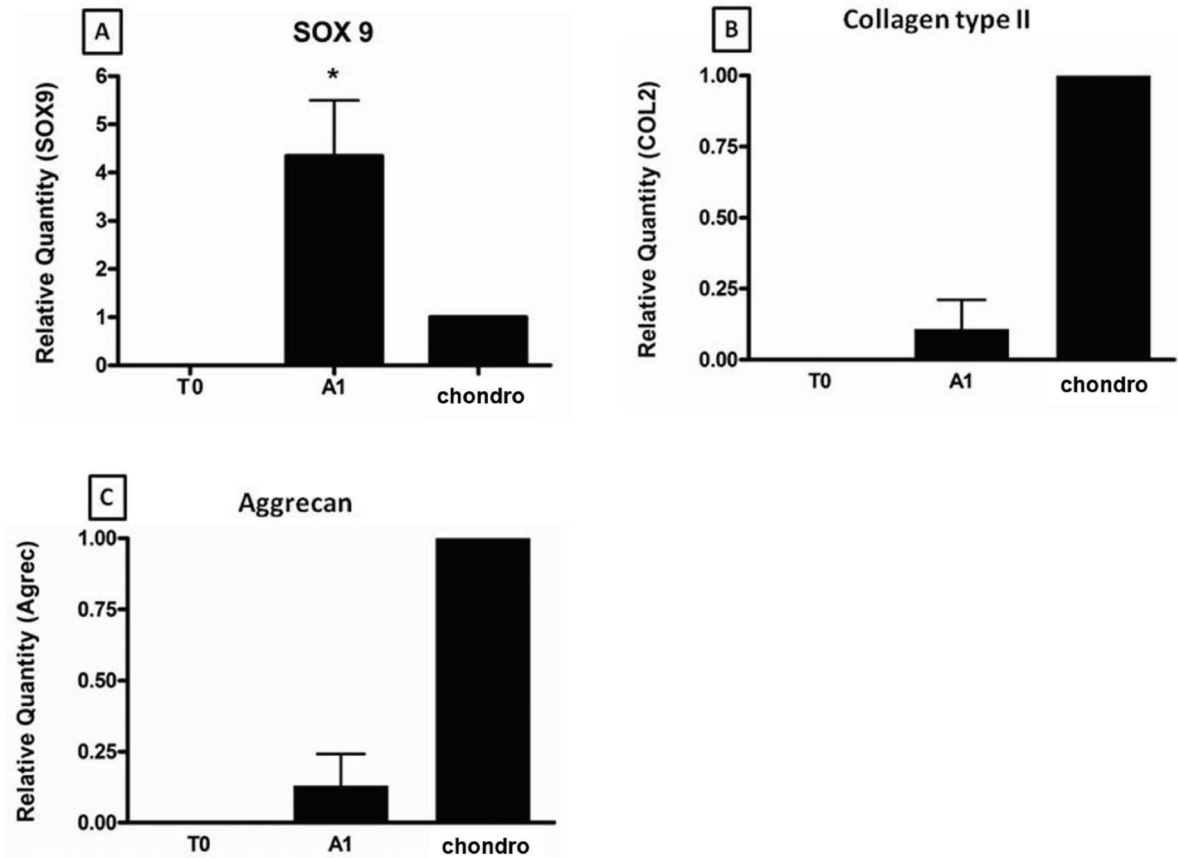 A
SOX 9
Relative Quantity (SOX9)
6
*
5
4
3
2
1
0
T0
A1
chondro
B
Collagen type II
Relative Quantity (COL2)
1.00
0.75
0.50
0.25
0.00
T0
A1
chondro
C
Aggrecan
Relative Quantity (Agrec)
1.00
0.75
0.50
0.25
0.00
T0
A1
chondro